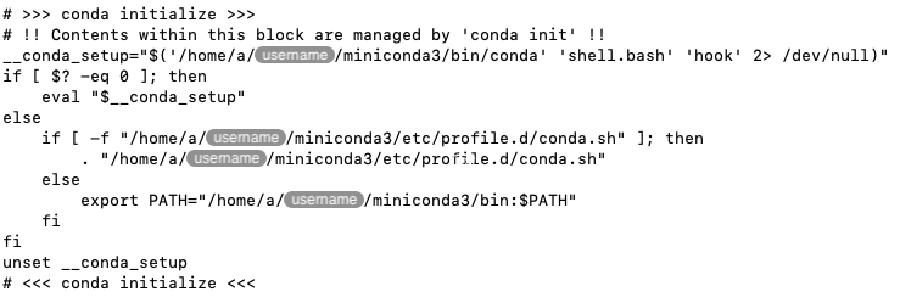 # >>> conda initialize >>>
# !! Contents within this block are managed by 'conda init' !!
__conda_setup="$('/home/a/username/miniconda3/bin/conda' 'shell.bash' 'hook' 2> /dev/null)"
if [ $? -eq 0 ]; then
    eval "$__conda_setup"
else
    if [ -f "/home/a/username/miniconda3/etc/profile.d/conda.sh" ]; then
        . "/home/a/username/miniconda3/etc/profile.d/conda.sh"
    else
        export PATH="/home/a/username/miniconda3/bin:$PATH"
    fi
fi
unset __conda_setup
# <<< conda initialize <<<